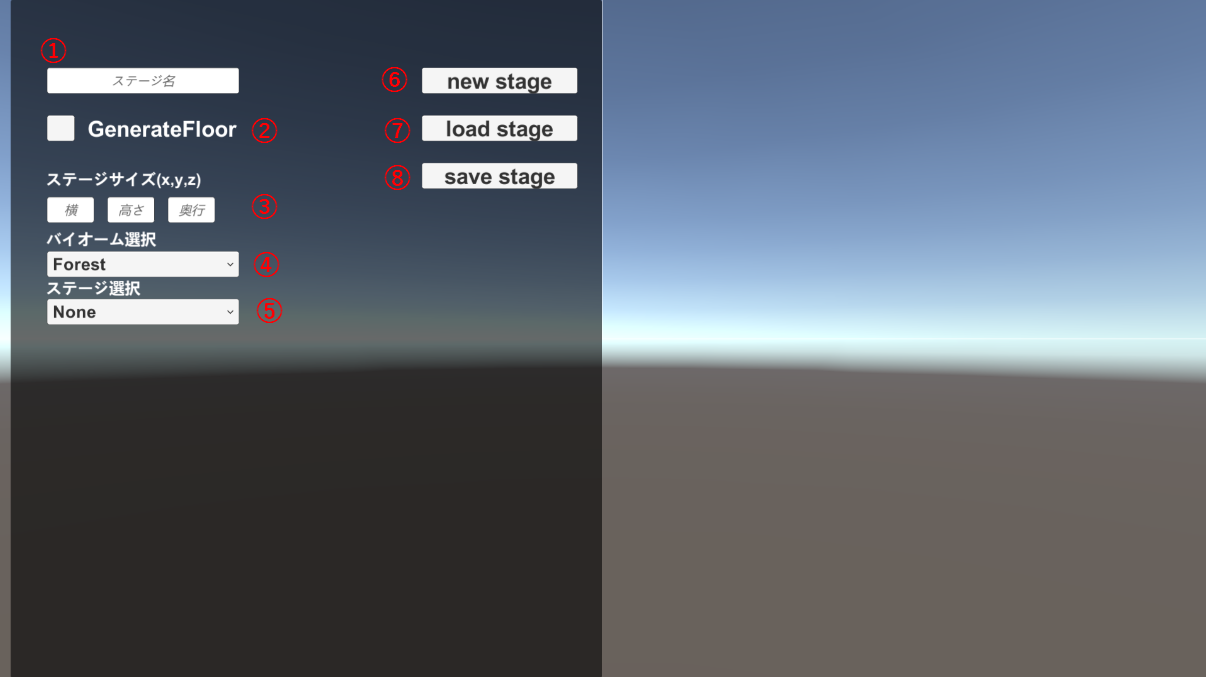 ①
ステージ名
GenerateFloor ②
ステージサイズ(x,y,z)
横 高さ 奥行 ③
バイオーム選択
Forest ④
ステージ選択
None ⑤
⑥ new stage
⑦ load stage
⑧ save stage